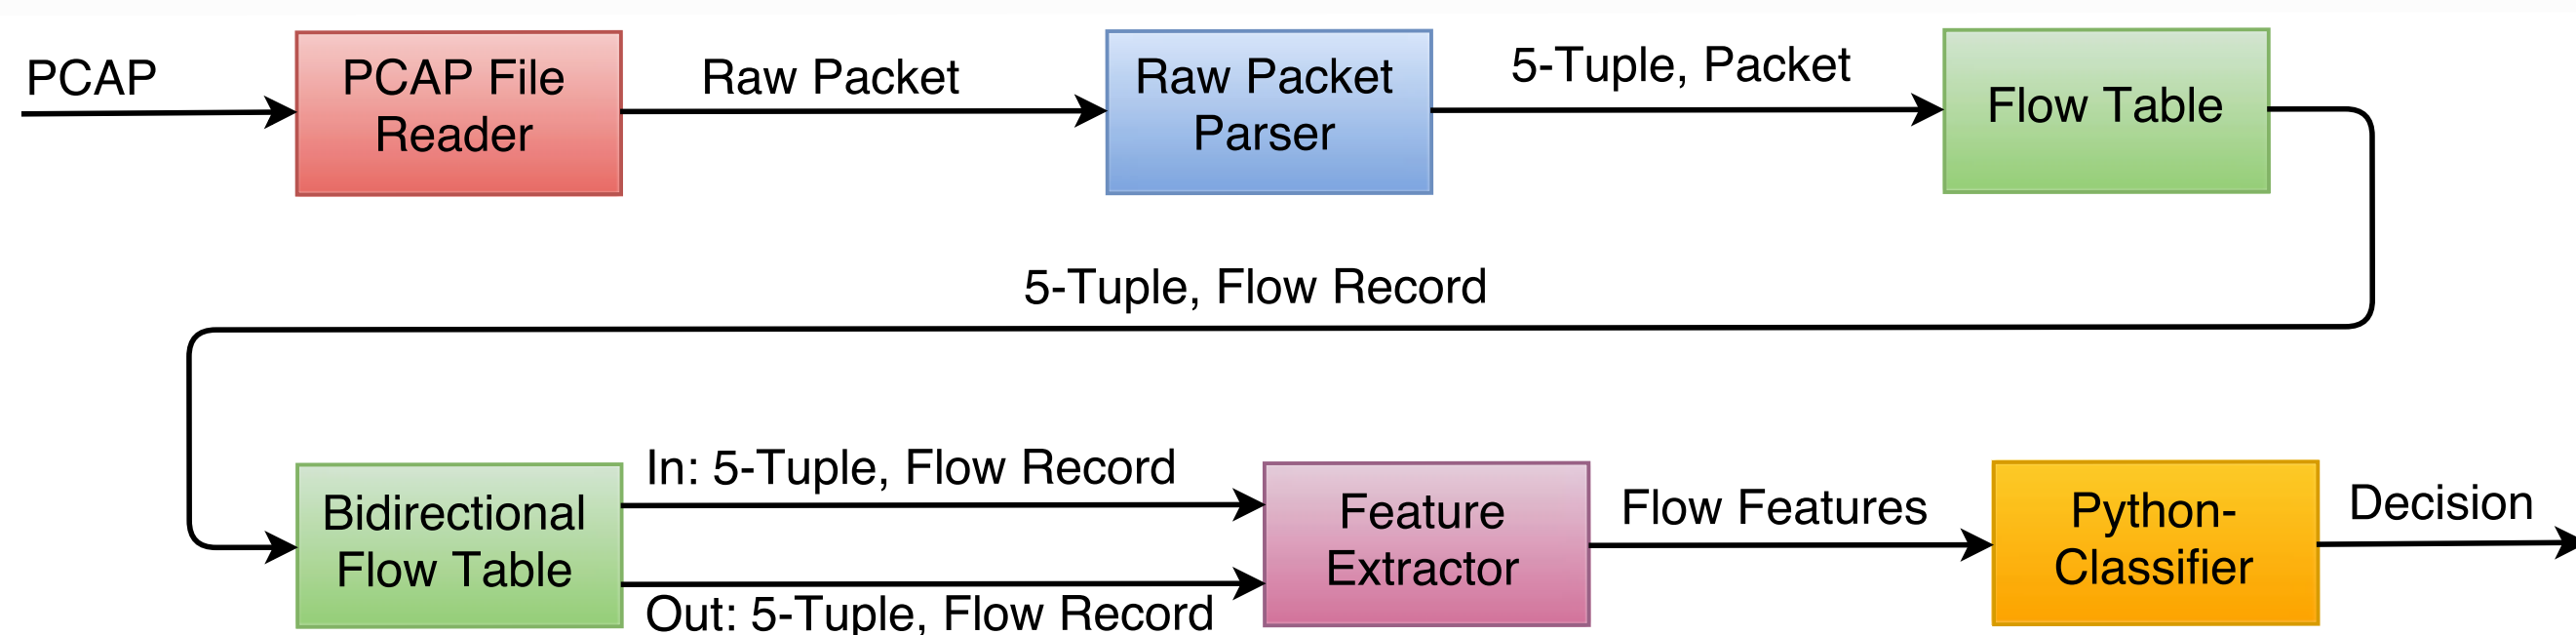 PCAP
PCAP File
Reader
Raw Packet
Raw Packet
Parser
5-Tuple, Packet
Flow Table
5-Tuple, Flow Record
Bidirectional
Flow Table
In: 5-Tuple, Flow Record
Out: 5-Tuple, Flow Record
Feature
Extractor
Flow Features
Python-
Classifier
Decision